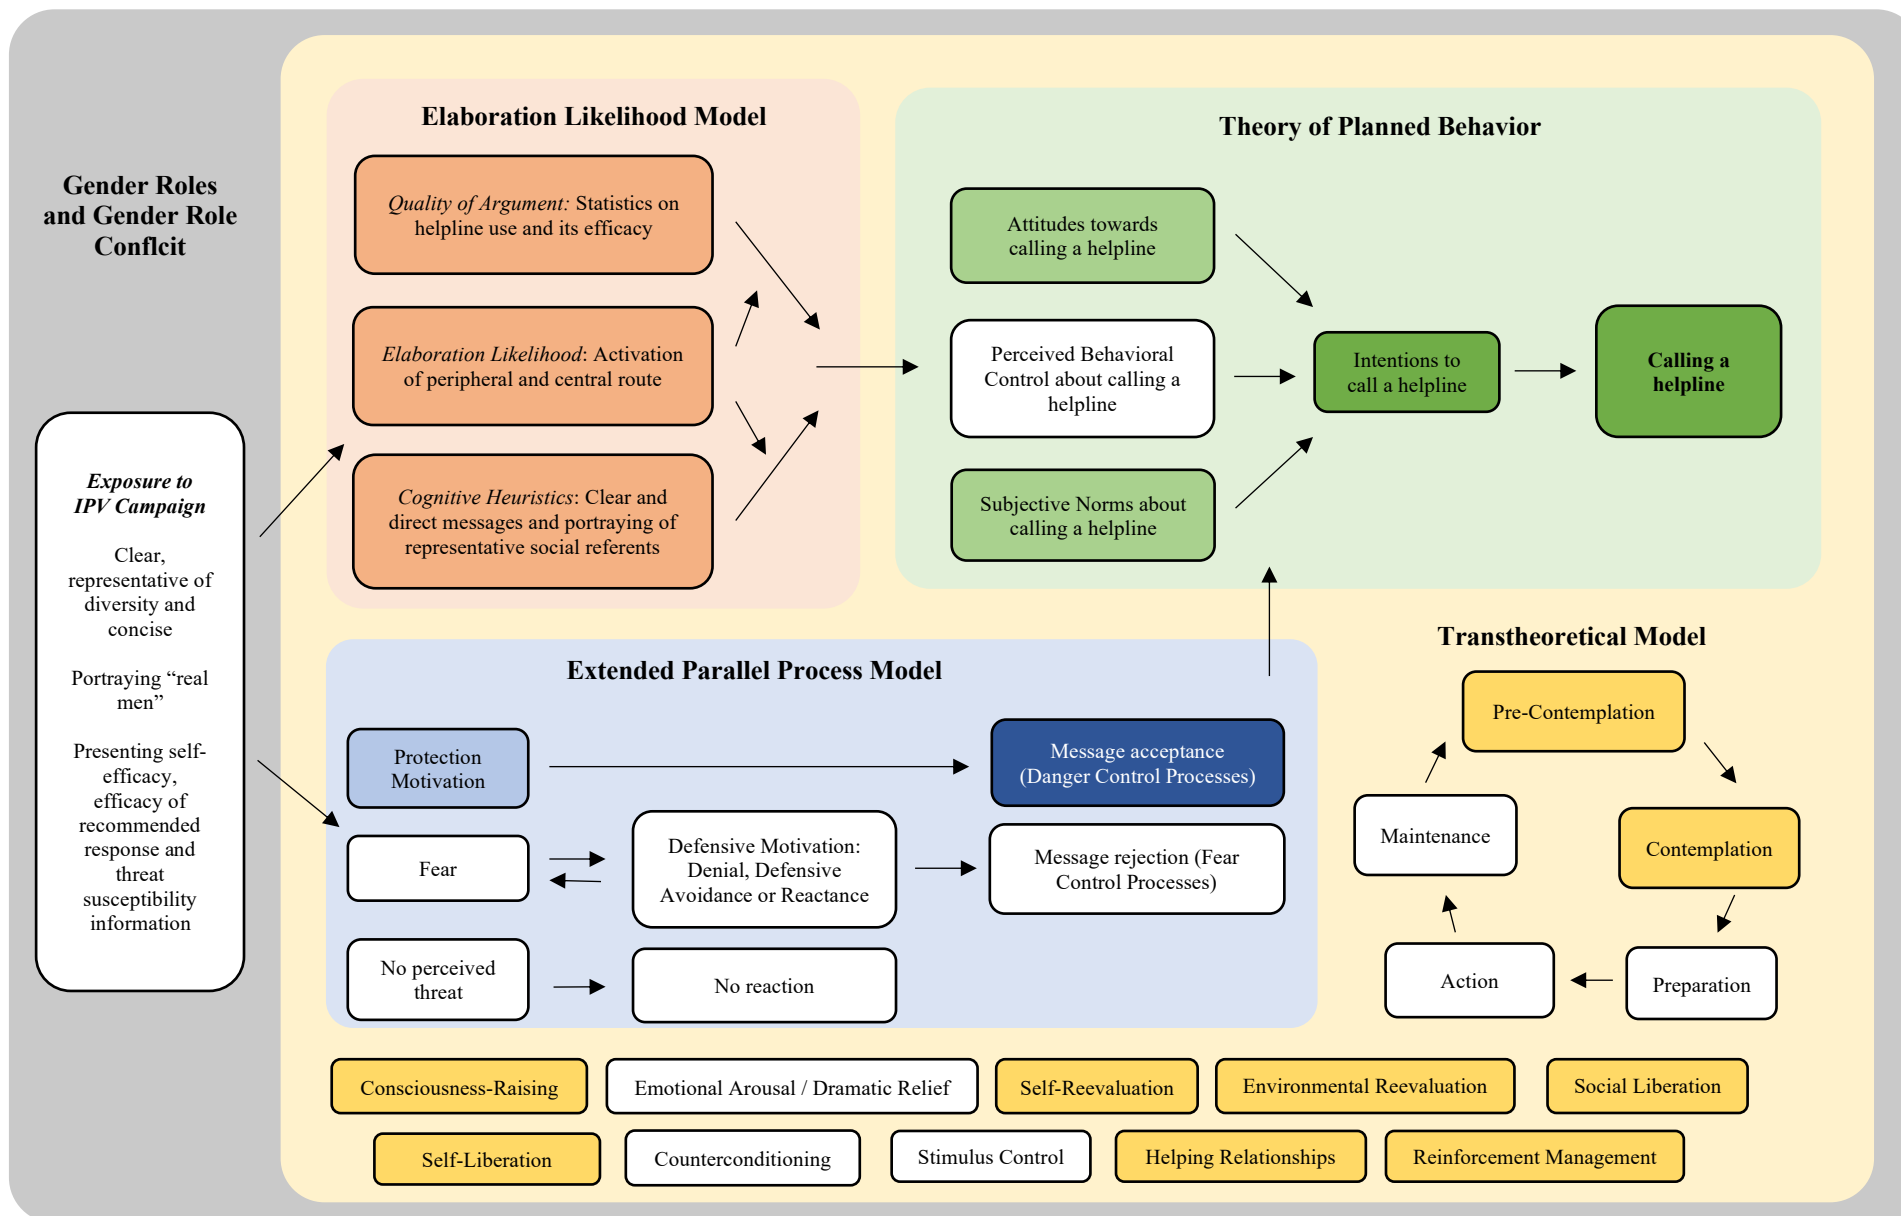 Gender Roles
and Gender Role
Conflcit
Exposure to
IPV Campaign
Clear,
representative of
diversity and
concise
Portraying “real
men”
Presenting self-
efficacy,
efficacy of
recommended
response and
threat
susceptibility
information
Elaboration Likelihood Model
Quality of Argument: Statistics on
helpline use and its efficacy
Elaboration Likelihood: Activation
of peripheral and central route
Cognitive Heuristics: Clear and
direct messages and portraying of
representative social referents
Theory of Planned Behavior
Attitudes towards
calling a helpline
Perceived Behavioral
Control about calling a
helpline
Subjective Norms about
calling a helpline
Intentions to
call a helpline
Calling a
helpline
Extended Parallel Process Model
Protection
Motivation
Message acceptance
(Danger Control Processes)
Fear
Defensive Motivation:
Denial, Defensive
Avoidance or Reactance
Message rejection (Fear
Control Processes)
No perceived
threat
No reaction
Transtheoretical Model
Pre-Contemplation
Contemplation
Preparation
Action
Maintenance
Consciousness-Raising
Emotional Arousal / Dramatic Relief
Self-Reevaluation
Environmental Reevaluation
Social Liberation
Self-Liberation
Counterconditioning
Stimulus Control
Helping Relationships
Reinforcement Management